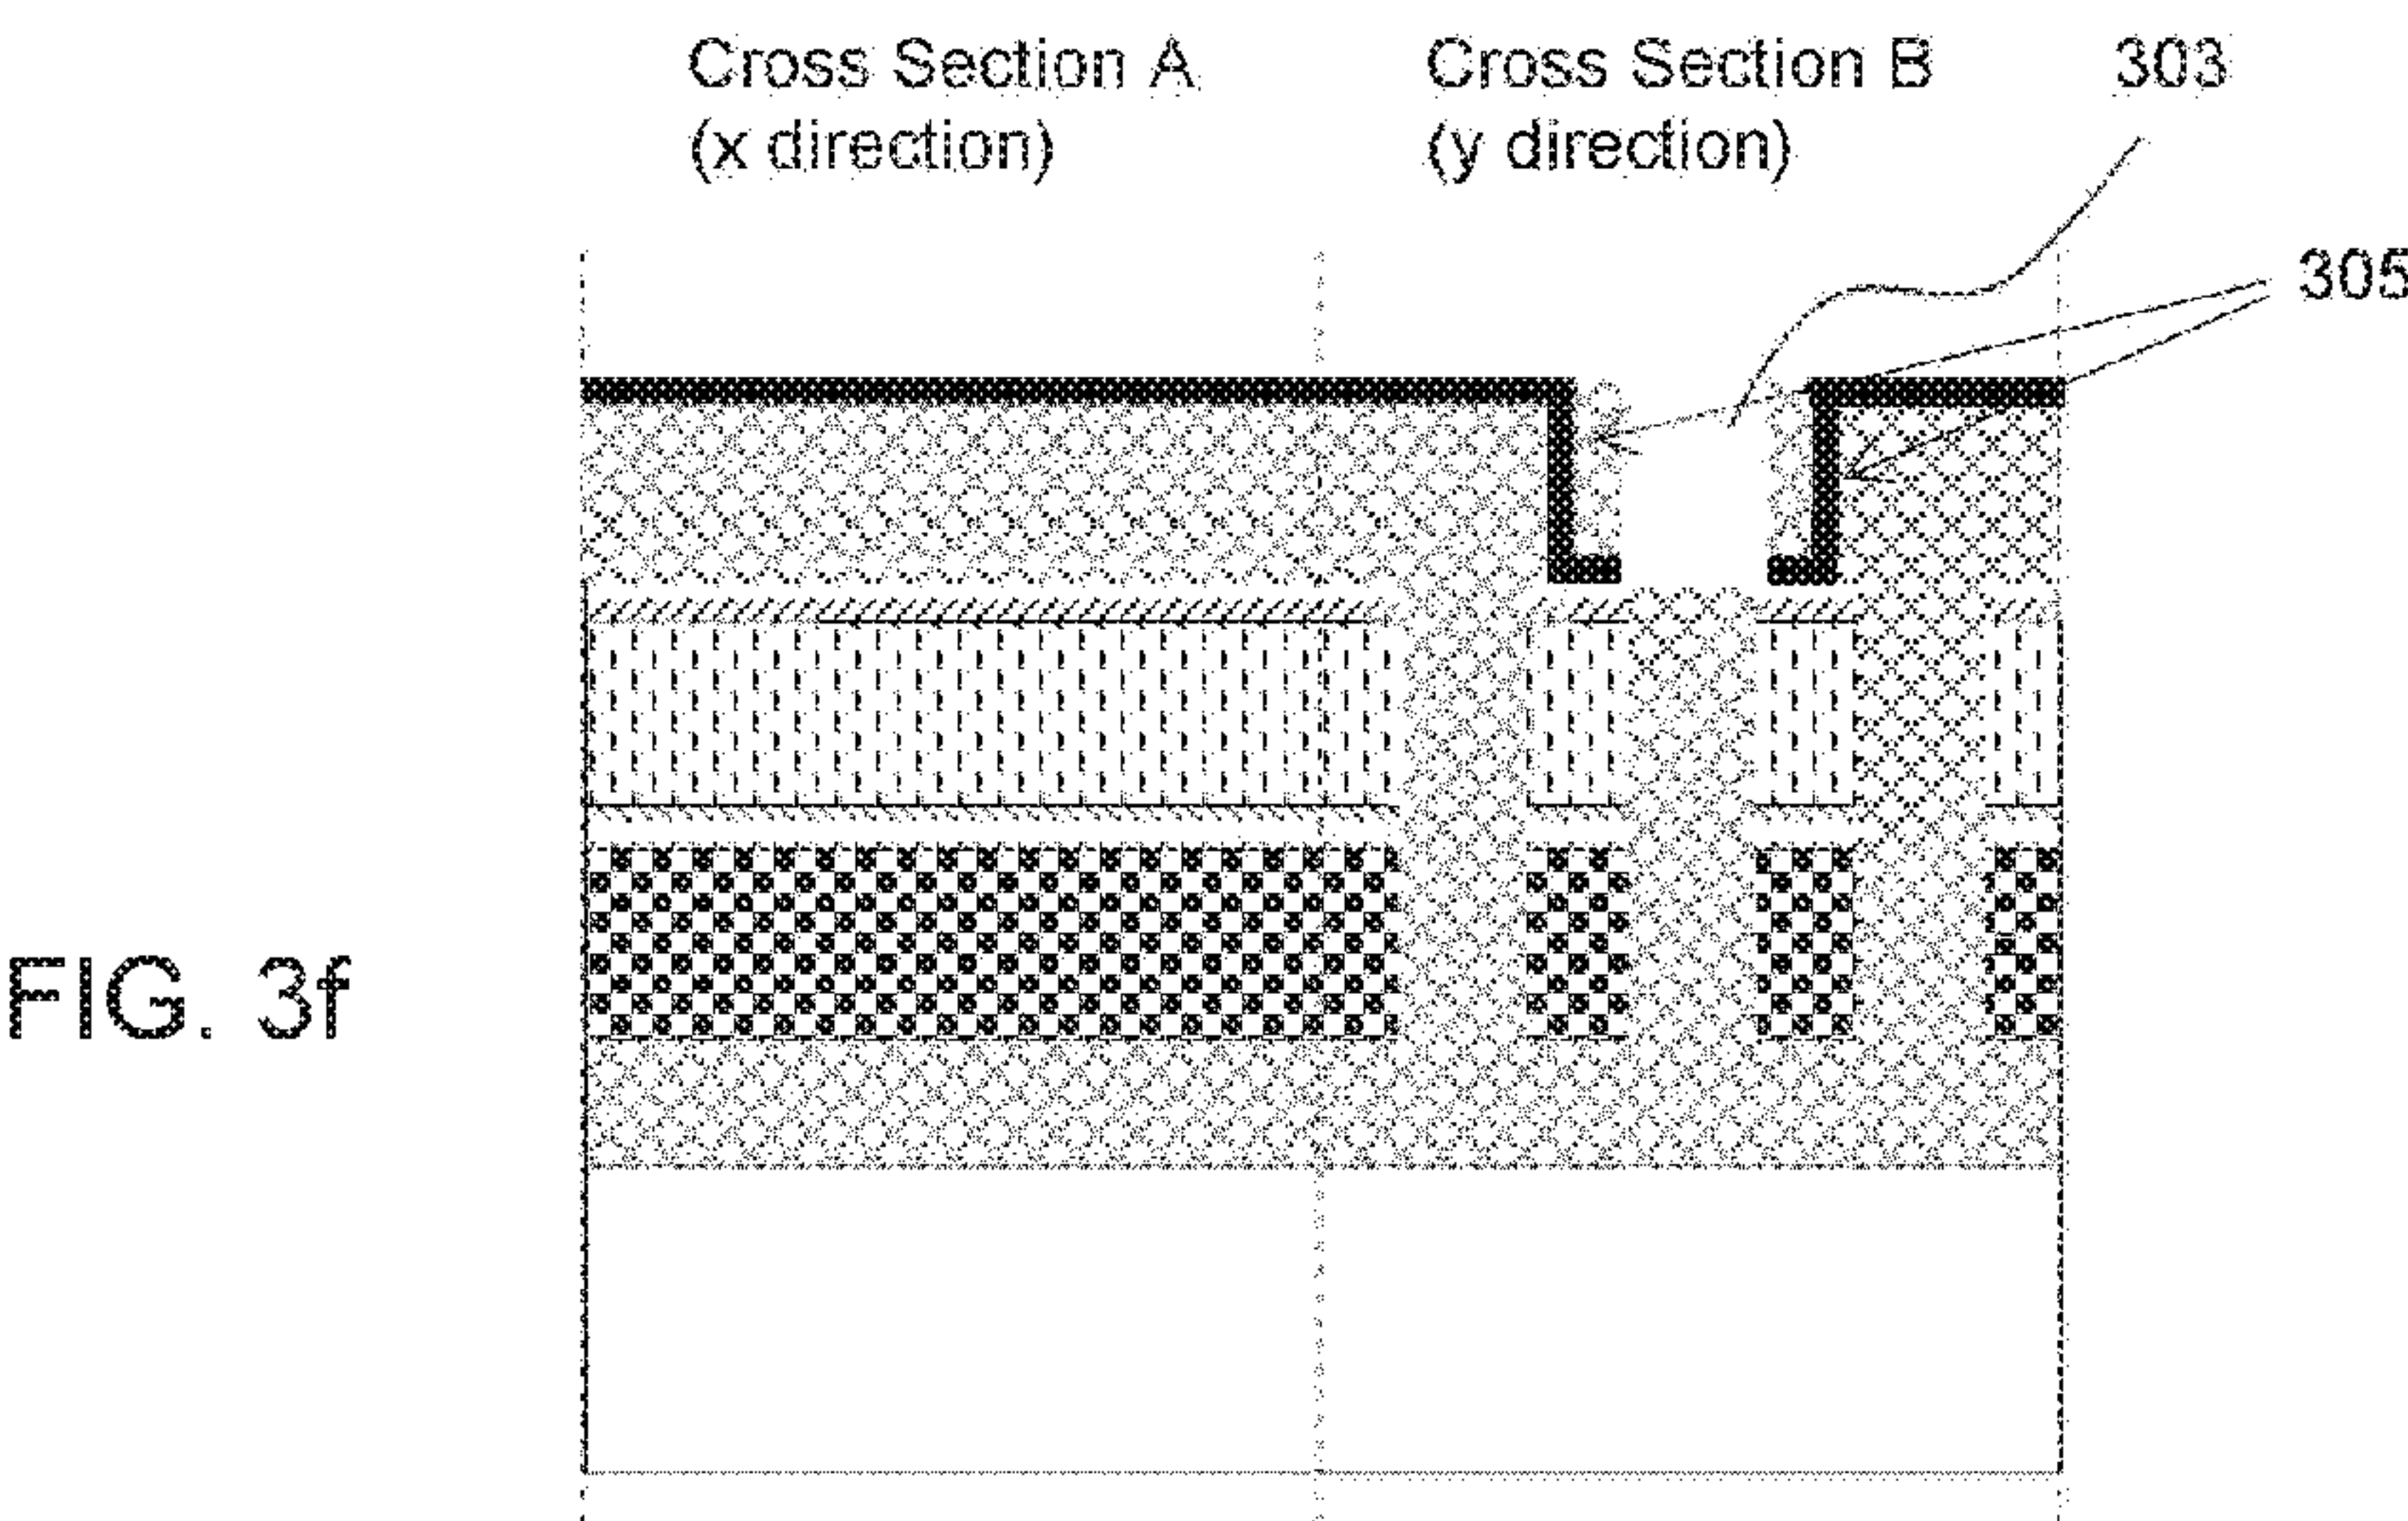 Cross Section A
(x direction)
Cross Section B
(y direction)
303
305
FIG. 3f